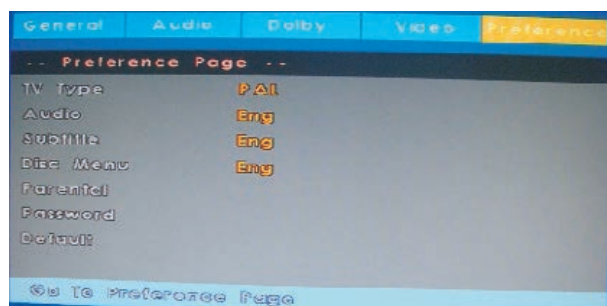 General Audio Dolby Video Preference
-- Preference Page --
TV Type PAL
Audio Eng
Subtitle Eng
Disc Menu Eng
Parental
Password
Default
Go To Preference Page